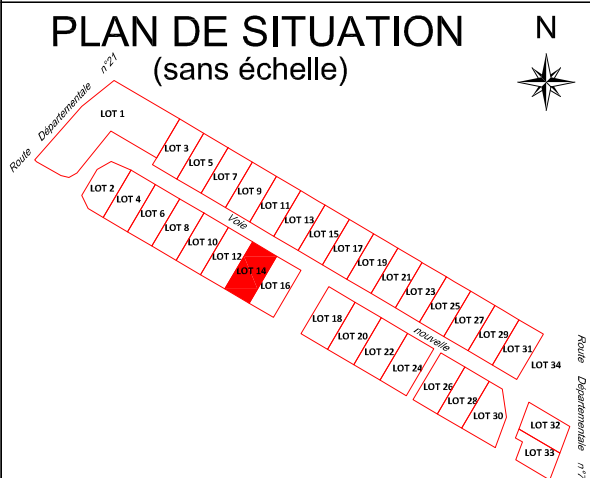 PLAN DE SITUATION
(sans échelle)
N
Route Départementale n°21
LOT 1
LOT 3
LOT 5
LOT 7
LOT 9
LOT 11
LOT 13
LOT 15
LOT 17
LOT 19
LOT 21
LOT 23
LOT 25
LOT 27
LOT 29
LOT 31
LOT 34
LOT 2
LOT 4
LOT 6
LOT 8
LOT 10
LOT 12
LOT 14
LOT 16
Voie
nouvelle
LOT 18
LOT 20
LOT 22
LOT 24
LOT 26
LOT 28
LOT 30
LOT 32
LOT 33
Route Départementale